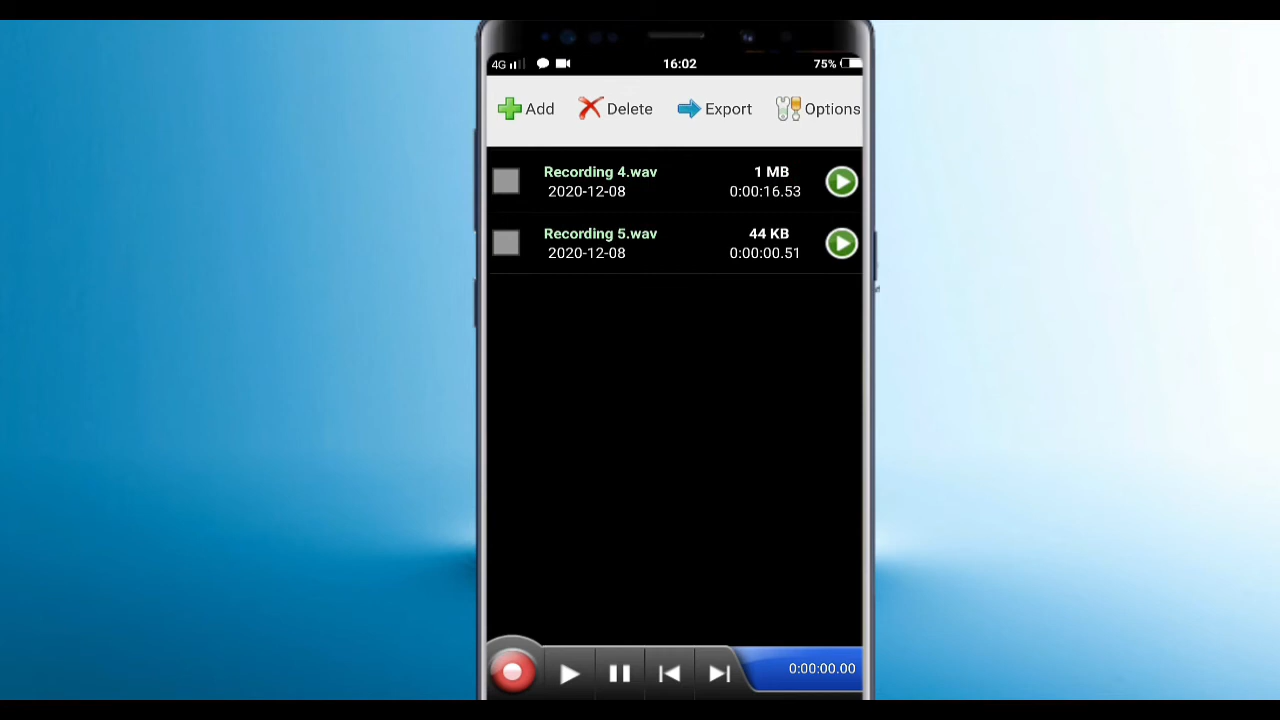 4G 16:02 75%
Add Delete Export Options
Recording 4.wav 1 MB
2020-12-08 0:00:16.53
Recording 5.wav 44 KB
2020-12-08 0:00:00.51
0:00:00.00